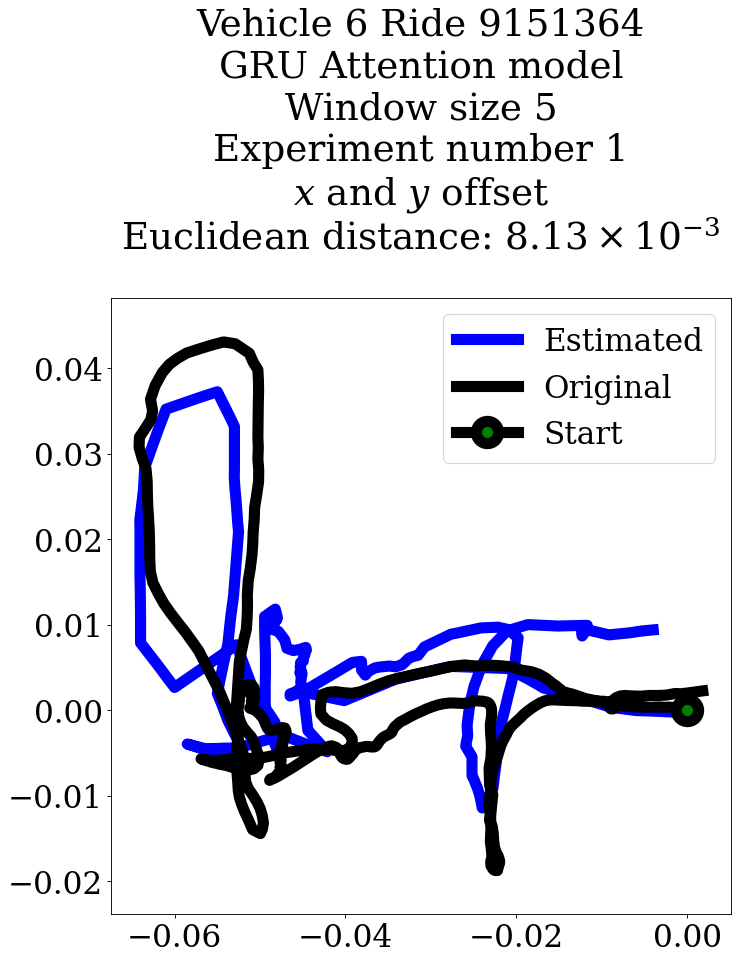 Vehicle 6 Ride 9151364
GRU Attention model
Window size 5
Experiment number 1
x and y offset
Euclidean distance: 8.13 × 10⁻³
Estimated
Original
Start
0.04
0.03
0.02
0.01
0.00
−0.01
−0.02
−0.06 −0.04 −0.02 0.00